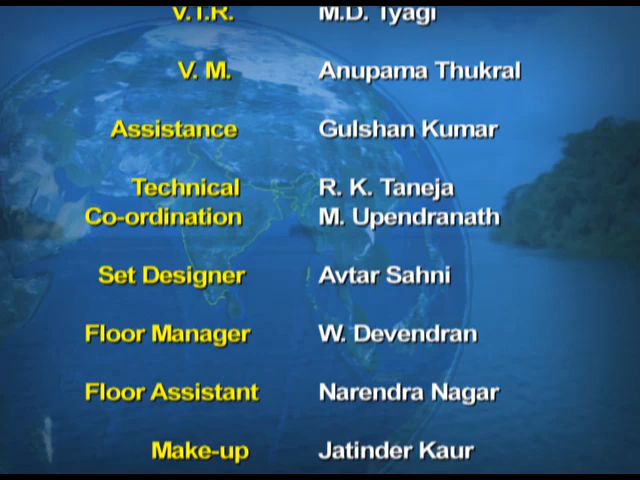 V.T.R. M.D. Tyagi
V. M. Anupama Thukral
Assistance Gulshan Kumar
Technical R. K. Taneja
Co-ordination M. Upendranath
Set Designer Avtar Sahni
Floor Manager W. Devendran
Floor Assistant Narendra Nagar
Make-up Jatinder Kaur